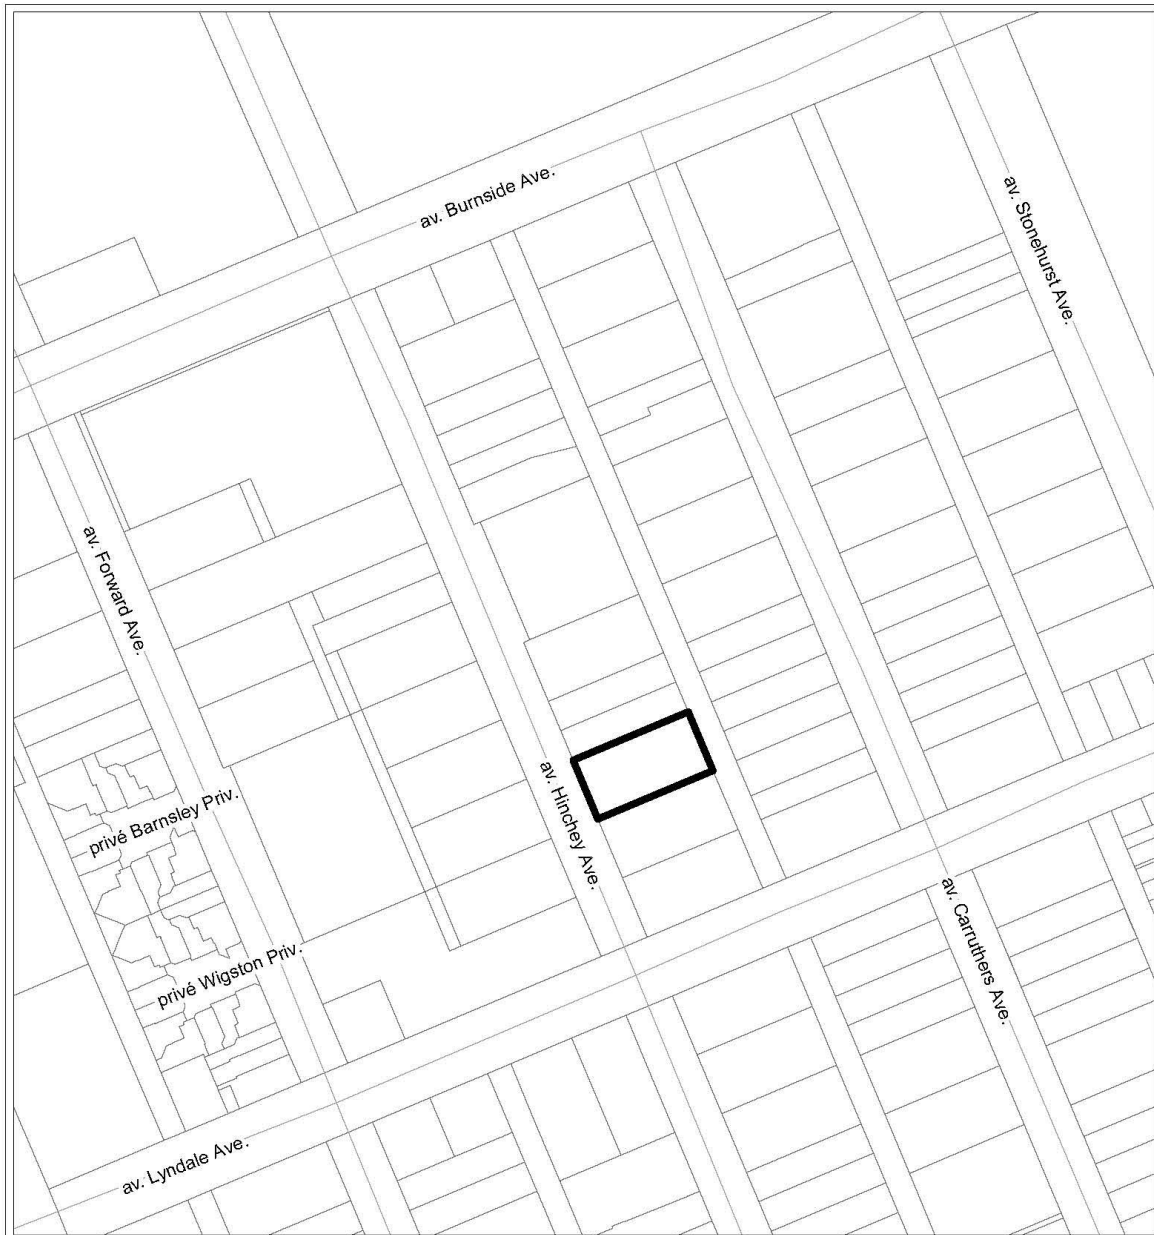 av. Burnside Ave.
av. Stonehurst Ave.
av. Forward Ave.
av. Hinchey Ave.
privé Barnsley Priv.
av. Carruthers Ave.
privé Wigston Priv.
av. Lyndale Ave.